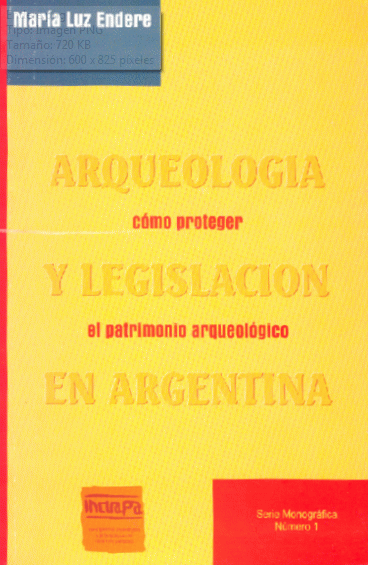 María Luz Endere
Tipo: Imagen PNG
Tamaño: 720 KB
Dimensión: 600 x 825 píxeles
ARQUEOLOGIA
cómo proteger
Y LEGISLACION
el patrimonio arqueológico
EN ARGENTINA
incuapa
Serie Monográfica
Número 1